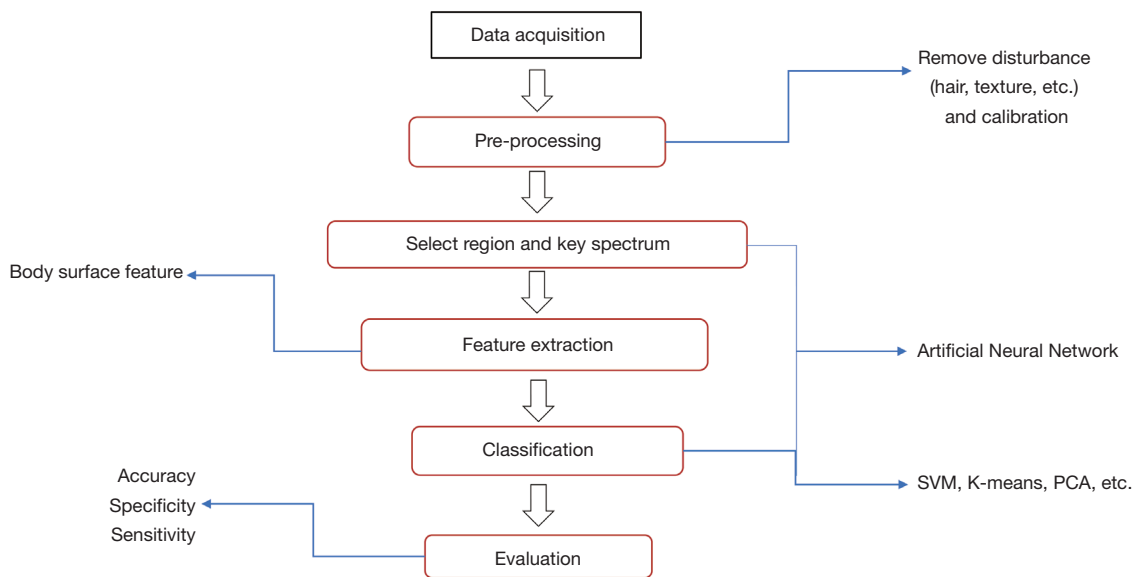 Data acquisition
Remove disturbance
(hair, texture, etc.)
and calibration
Pre-processing
Select region and key spectrum
Body surface feature
Feature extraction
Artificial Neural Network
Classification
Accuracy
Specificity
Sensitivity
SVM, K-means, PCA, etc.
Evaluation